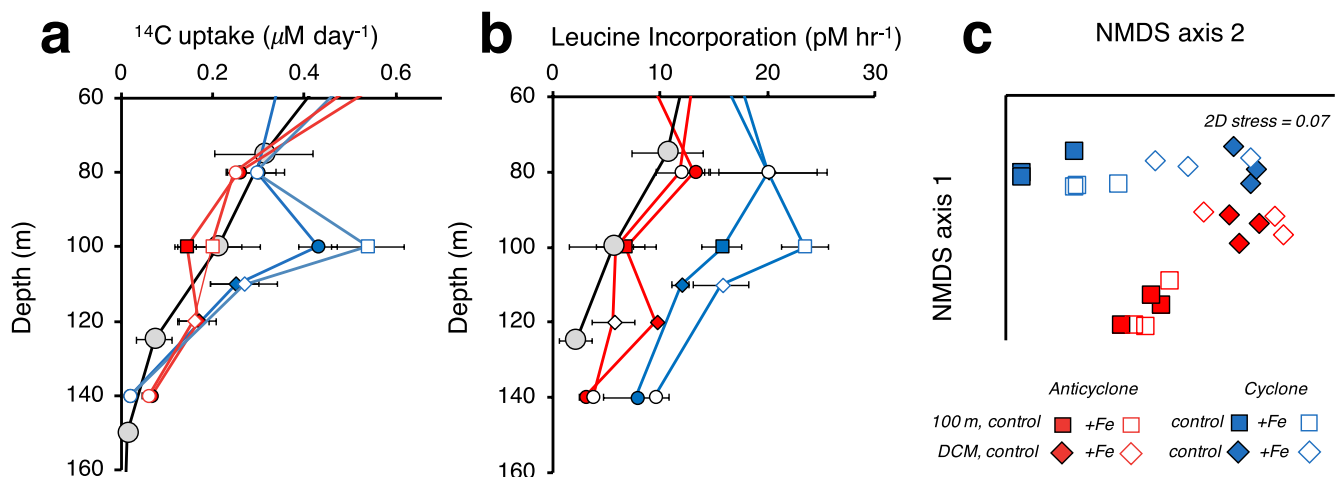 a
¹⁴C uptake (μM day⁻¹)
0 0.2 0.4 0.6
60
80
100
120
140
160
Depth (m)
b
Leucine Incorporation (pM hr⁻¹)
0 10 20 30
60
80
100
120
140
160
Depth (m)
c
NMDS axis 2
2D stress = 0.07
NMDS axis 1
Anticyclone Cyclone
100 m, control +Fe control +Fe
DCM, control +Fe control +Fe